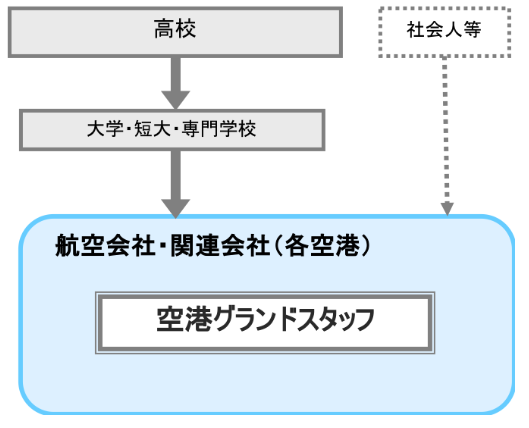 高校
社会人等
大学・短大・専門学校
航空会社・関連会社（各空港）
空港グランドスタッフ